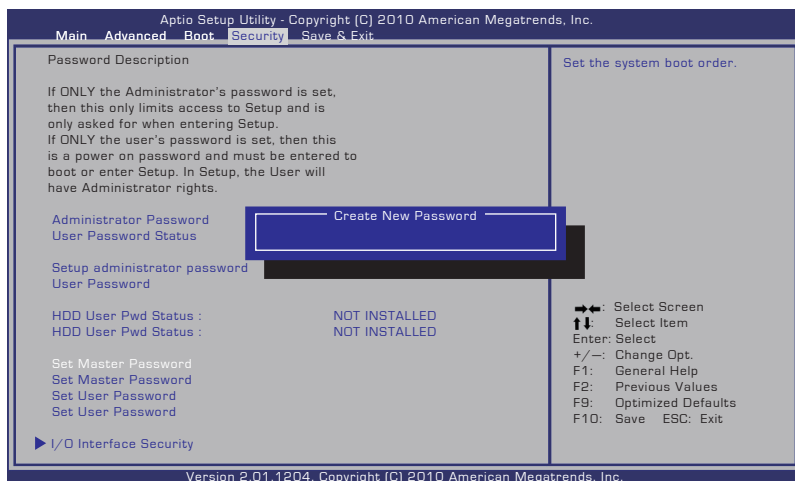 Aptio Setup Utility - Copyright (C) 2010 American Megatrends, Inc.
Main Advanced Boot Security Save & Exit
Password Description
If ONLY the Administrator's password is set,
then this only limits access to Setup and is
only asked for when entering Setup.
If ONLY the user's password is set, then this
is a power on password and must be entered to
boot or enter Setup. In Setup, the User will
have Administrator rights.
Administrator Password
User Password Status
Create New Password
Setup administrator password
User Password
HDD User Pwd Status : NOT INSTALLED
HDD User Pwd Status : NOT INSTALLED
Set Master Password
Set Master Password
Set User Password
Set User Password
I/O Interface Security
Set the system boot order.
→←: Select Screen
↑↓: Select Item
Enter: Select
+/—: Change Opt.
F1: General Help
F2: Previous Values
F9: Optimized Defaults
F10: Save ESC: Exit
Version 2.01.1204. Copyright (C) 2010 American Megatrends, Inc.